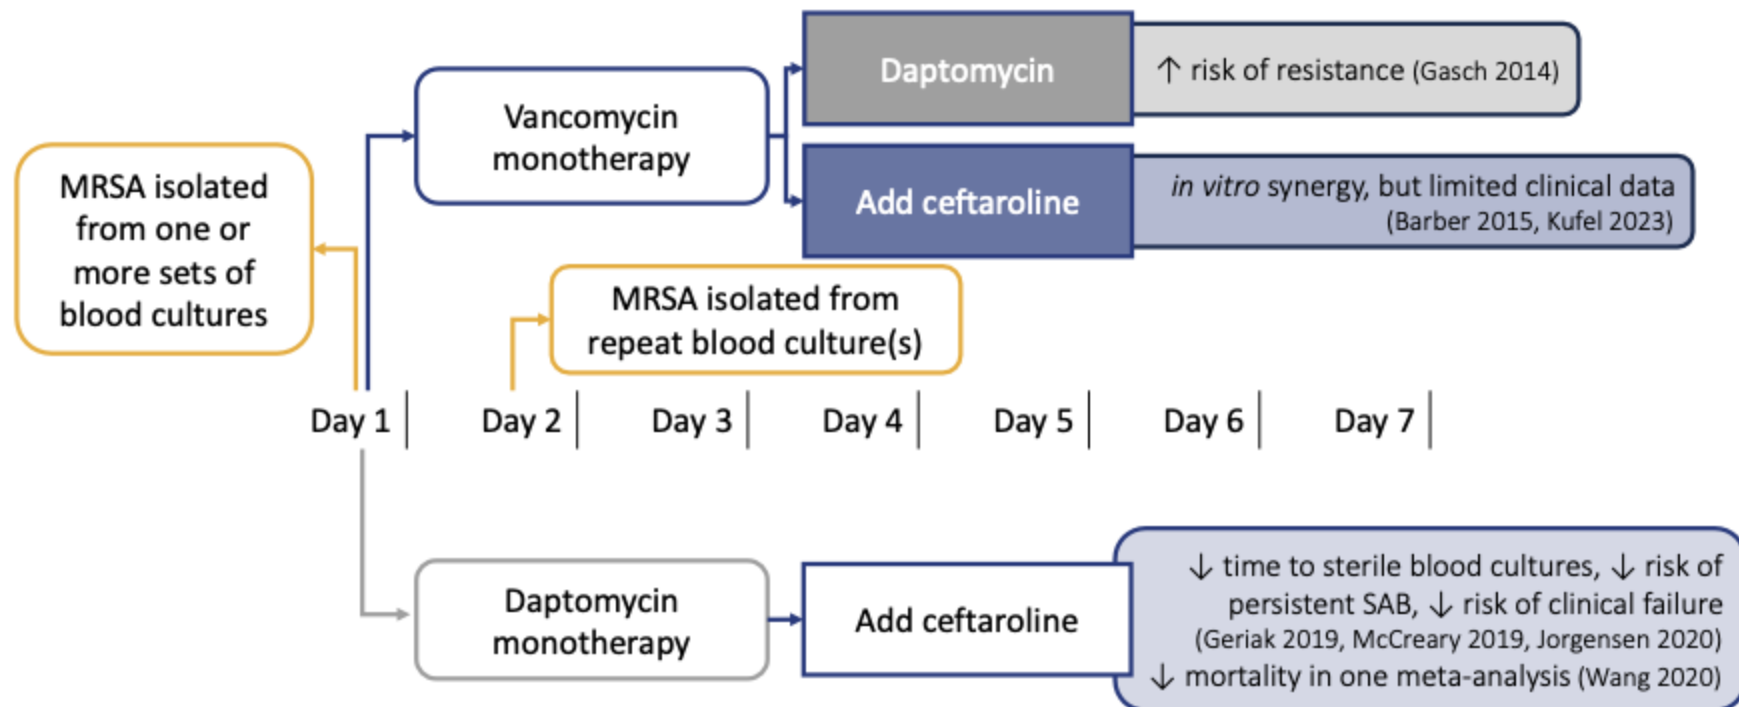 MRSA isolated
from one or
more sets of
blood cultures
Vancomycin
monotherapy
Daptomycin
↑ risk of resistance (Gasch 2014)
Add ceftaroline
in vitro synergy, but limited clinical data
(Barber 2015, Kufel 2023)
MRSA isolated from
repeat blood culture(s)
Day 1 Day 2 Day 3 Day 4 Day 5 Day 6 Day 7
Daptomycin
monotherapy
Add ceftaroline
↓ time to sterile blood cultures, ↓ risk of
persistent SAB, ↓ risk of clinical failure
(Geriak 2019, McCreary 2019, Jorgensen 2020)
↓ mortality in one meta-analysis (Wang 2020)